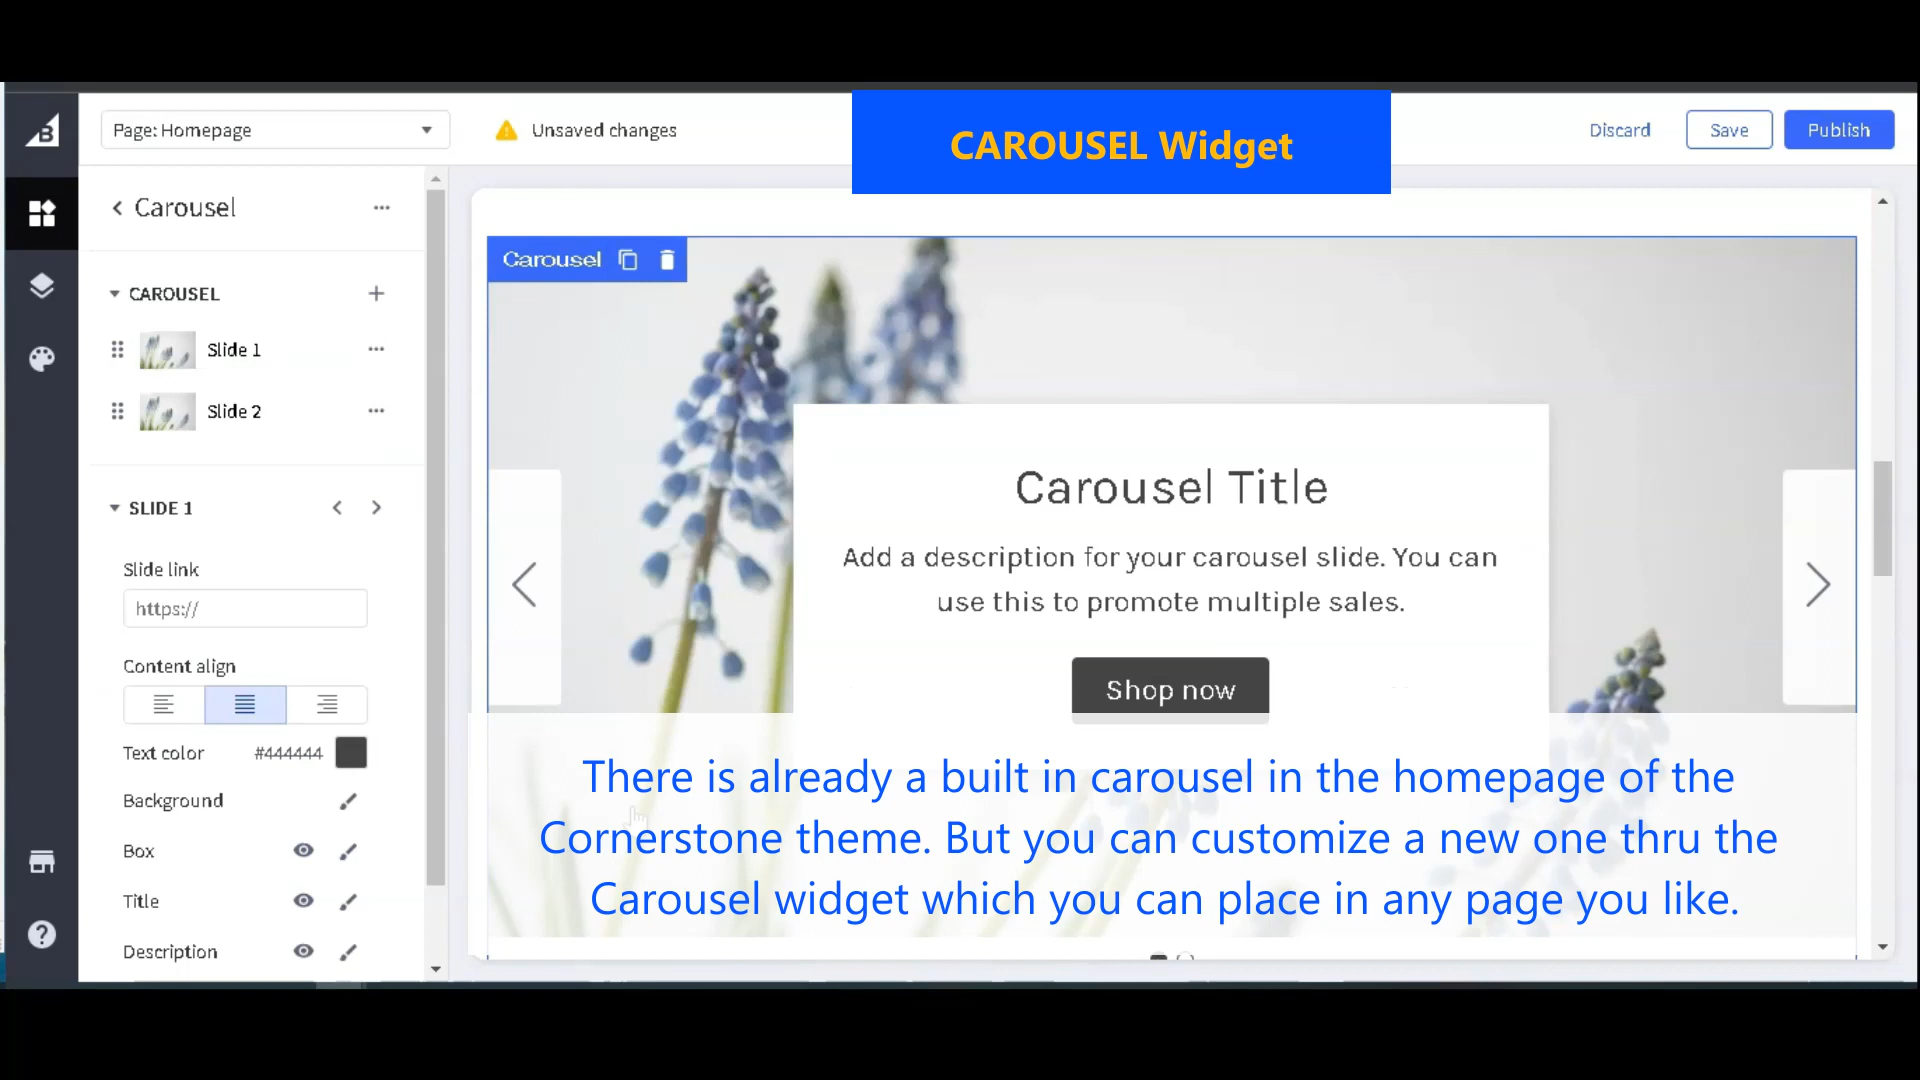 Page: Homepage
Unsaved changes
CAROUSEL Widget
Discard
Save
Publish
Carousel
CAROUSEL
Slide 1
Slide 2
SLIDE 1
Slide link
https://
Content align
Text color #444444
Background
Box
Title
Description
Carousel
Carousel Title
Add a description for your carousel slide. You can
use this to promote multiple sales.
Shop now
There is already a built in carousel in the homepage of the
Cornerstone theme. But you can customize a new one thru the
Carousel widget which you can place in any page you like.